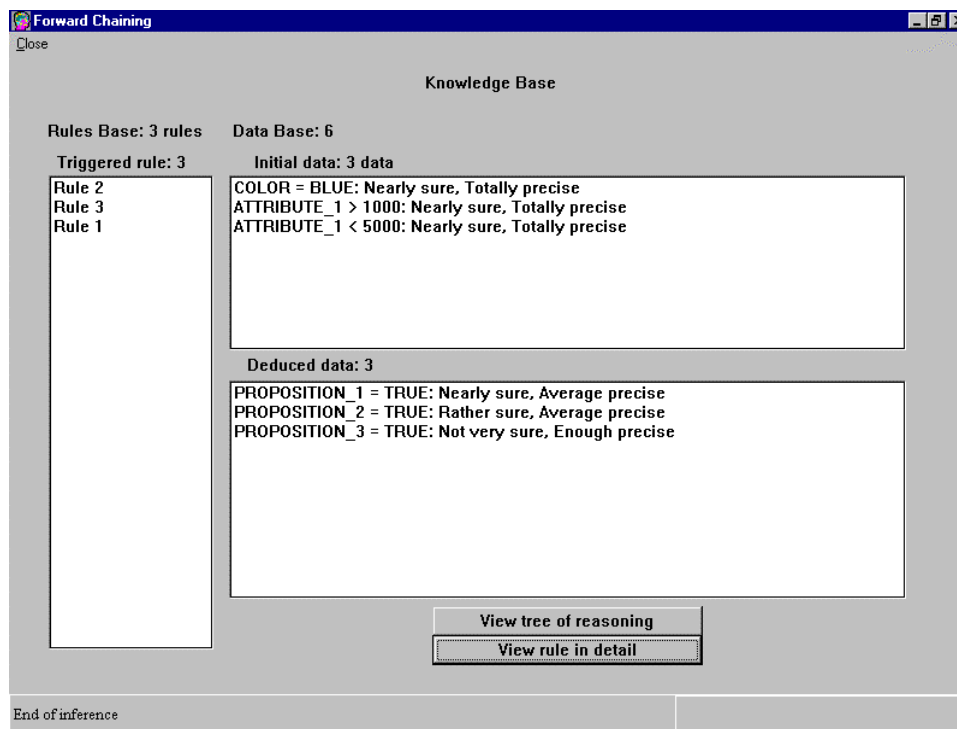 Forward Chaining
Close
Knowledge Base
Rules Base: 3 rules
Data Base: 6
Triggered rule: 3
Initial data: 3 data
Rule 2
Rule 3
Rule 1
COLOR = BLUE: Nearly sure, Totally precise
ATTRIBUTE_1 > 1000: Nearly sure, Totally precise
ATTRIBUTE_1 < 5000: Nearly sure, Totally precise
Deduced data: 3
PROPOSITION_1 = TRUE: Nearly sure, Average precise
PROPOSITION_2 = TRUE: Rather sure, Average precise
PROPOSITION_3 = TRUE: Not very sure, Enough precise
View tree of reasoning
View rule in detail
End of inference